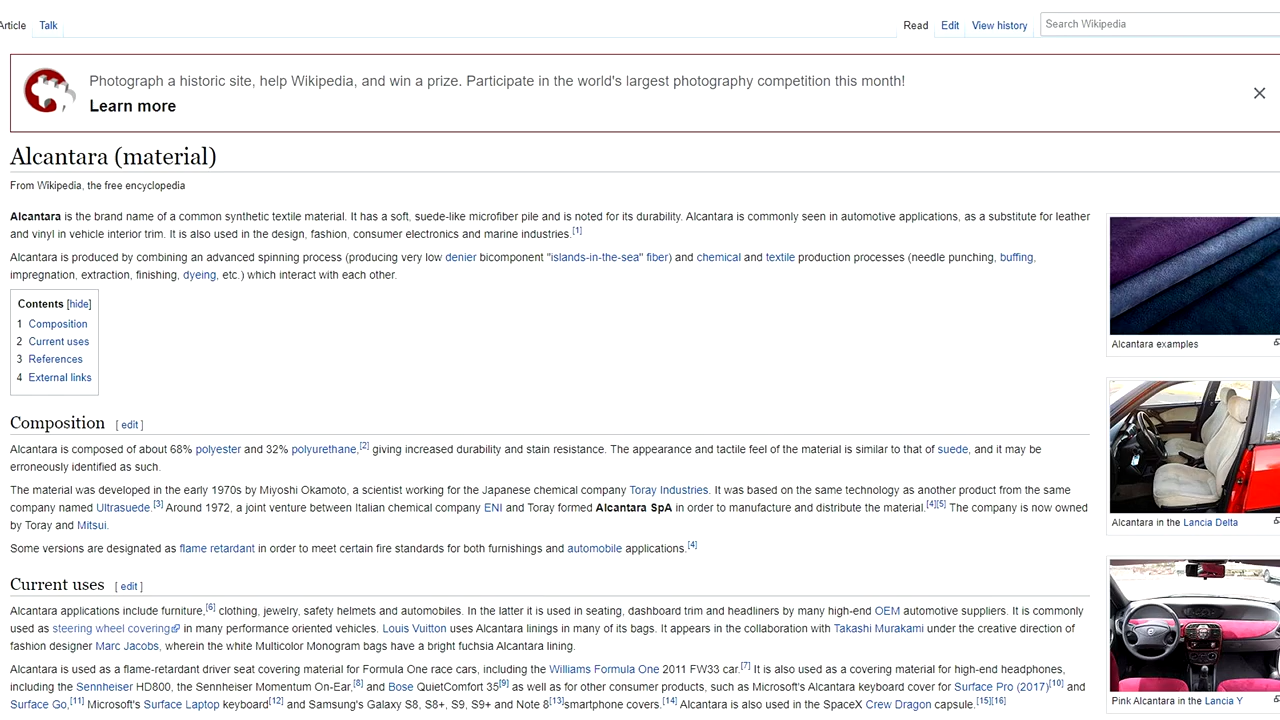 Article Talk Read Edit View history Search Wikipedia
Photograph a historic site, help Wikipedia, and win a prize. Participate in the world's largest photography competition this month!
Learn more
Alcantara (material)
From Wikipedia, the free encyclopedia
Alcantara is the brand name of a common synthetic textile material. It has a soft, suede-like microfiber pile and is noted for its durability. Alcantara is commonly seen in automotive applications, as a substitute for leather
and vinyl in vehicle interior trim. It is also used in the design, fashion, consumer electronics and marine industries.[1]
Alcantara is produced by combining an advanced spinning process (producing very low denier bicomponent "islands-in-the-sea" fiber) and chemical and textile production processes (needle punching, buffing,
impregnation, extraction, finishing, dyeing, etc.) which interact with each other.
Contents [hide]
1 Composition
2 Current uses
3 References
4 External links
Alcantara examples
Composition [ edit ]
Alcantara is composed of about 68% polyester and 32% polyurethane,[2] giving increased durability and stain resistance. The appearance and tactile feel of the material is similar to that of suede, and it may be
erroneously identified as such.
The material was developed in the early 1970s by Miyoshi Okamoto, a scientist working for the Japanese chemical company Toray Industries. It was based on the same technology as another product from the same
company named Ultrasuede.[3] Around 1972, a joint venture between Italian chemical company ENI and Toray formed Alcantara SpA in order to manufacture and distribute the material.[4][5] The company is now owned
by Toray and Mitsui.
Some versions are designated as flame retardant in order to meet certain fire standards for both furnishings and automobile applications.[4]
Alcantara in the Lancia Delta
Current uses [ edit ]
Alcantara applications include furniture,[6] clothing, jewelry, safety helmets and automobiles. In the latter it is used in seating, dashboard trim and headliners by many high-end OEM automotive suppliers. It is commonly
used as steering wheel covering in many performance oriented vehicles. Louis Vuitton uses Alcantara linings in many of its bags. It appears in the collaboration with Takashi Murakami under the creative direction of
fashion designer Marc Jacobs, wherein the white Multicolor Monogram bags have a bright fuchsia Alcantara lining.
Alcantara is used as a flame-retardant driver seat covering material for Formula One race cars, including the Williams Formula One 2011 FW33 car.[7] It is also used as a covering material for high-end headphones,
including the Sennheiser HD800, the Sennheiser Momentum On-Ear,[8] and Bose QuietComfort 35[9] as well as for other consumer products, such as Microsoft's Alcantara keyboard cover for Surface Pro (2017)[10] and
Surface Go,[11] Microsoft's Surface Laptop keyboard[12] and Samsung's Galaxy S8, S8+, S9, S9+ and Note 8[13]smartphone covers.[14] Alcantara is also used in the SpaceX Crew Dragon capsule.[15][16]
Pink Alcantara in the Lancia Y